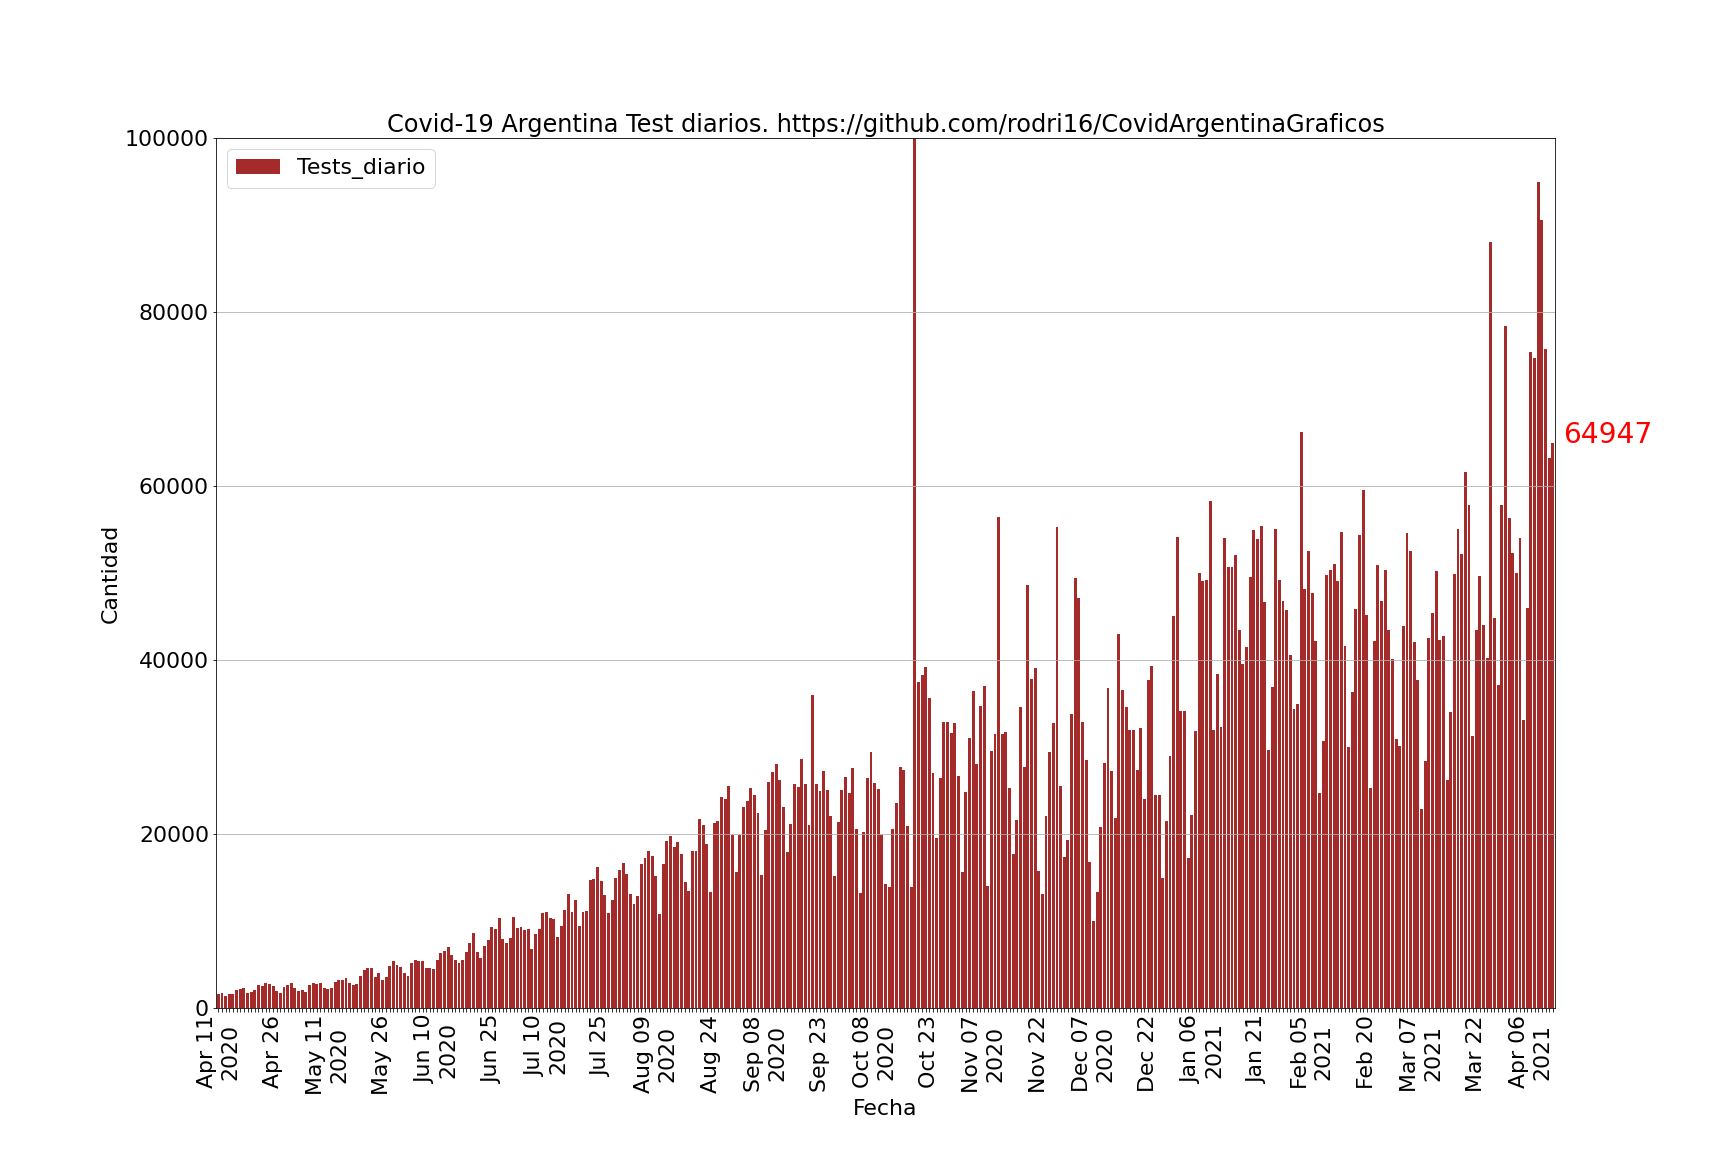 Covid-19 Argentina Test diarios. https://github.com/rodri16/CovidArgentinaGraficos
Tests_diario
100000
80000
60000
40000
20000
0
Cantidad
64947
Apr 11
2020
Apr 26
May 11
2020
May 26
Jun 10
2020
Jun 25
Jul 10
2020
Jul 25
Aug 09
2020
Aug 24
Sep 08
2020
Sep 23
Oct 08
2020
Oct 23
Nov 07
2020
Nov 22
Dec 07
2020
Dec 22
Jan 06
2021
Jan 21
Feb 05
2021
Feb 20
Mar 07
2021
Mar 22
Apr 06
2021
Fecha